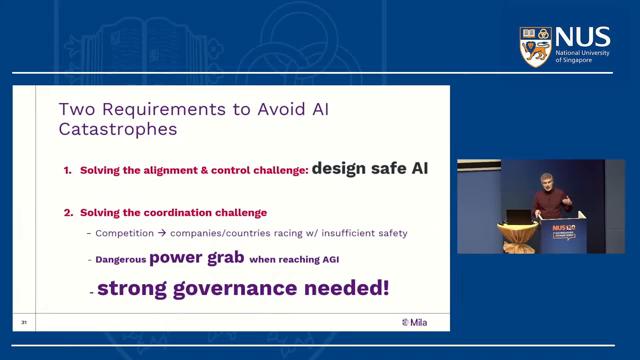 NUS
National University
of Singapore
Two Requirements to Avoid AI
Catastrophes
1. Solving the alignment & control challenge: design safe AI
2. Solving the coordination challenge
- Competition → companies/countries racing w/ insufficient safety
- Dangerous power grab when reaching AGI
- strong governance needed!
31
Mila
NUS